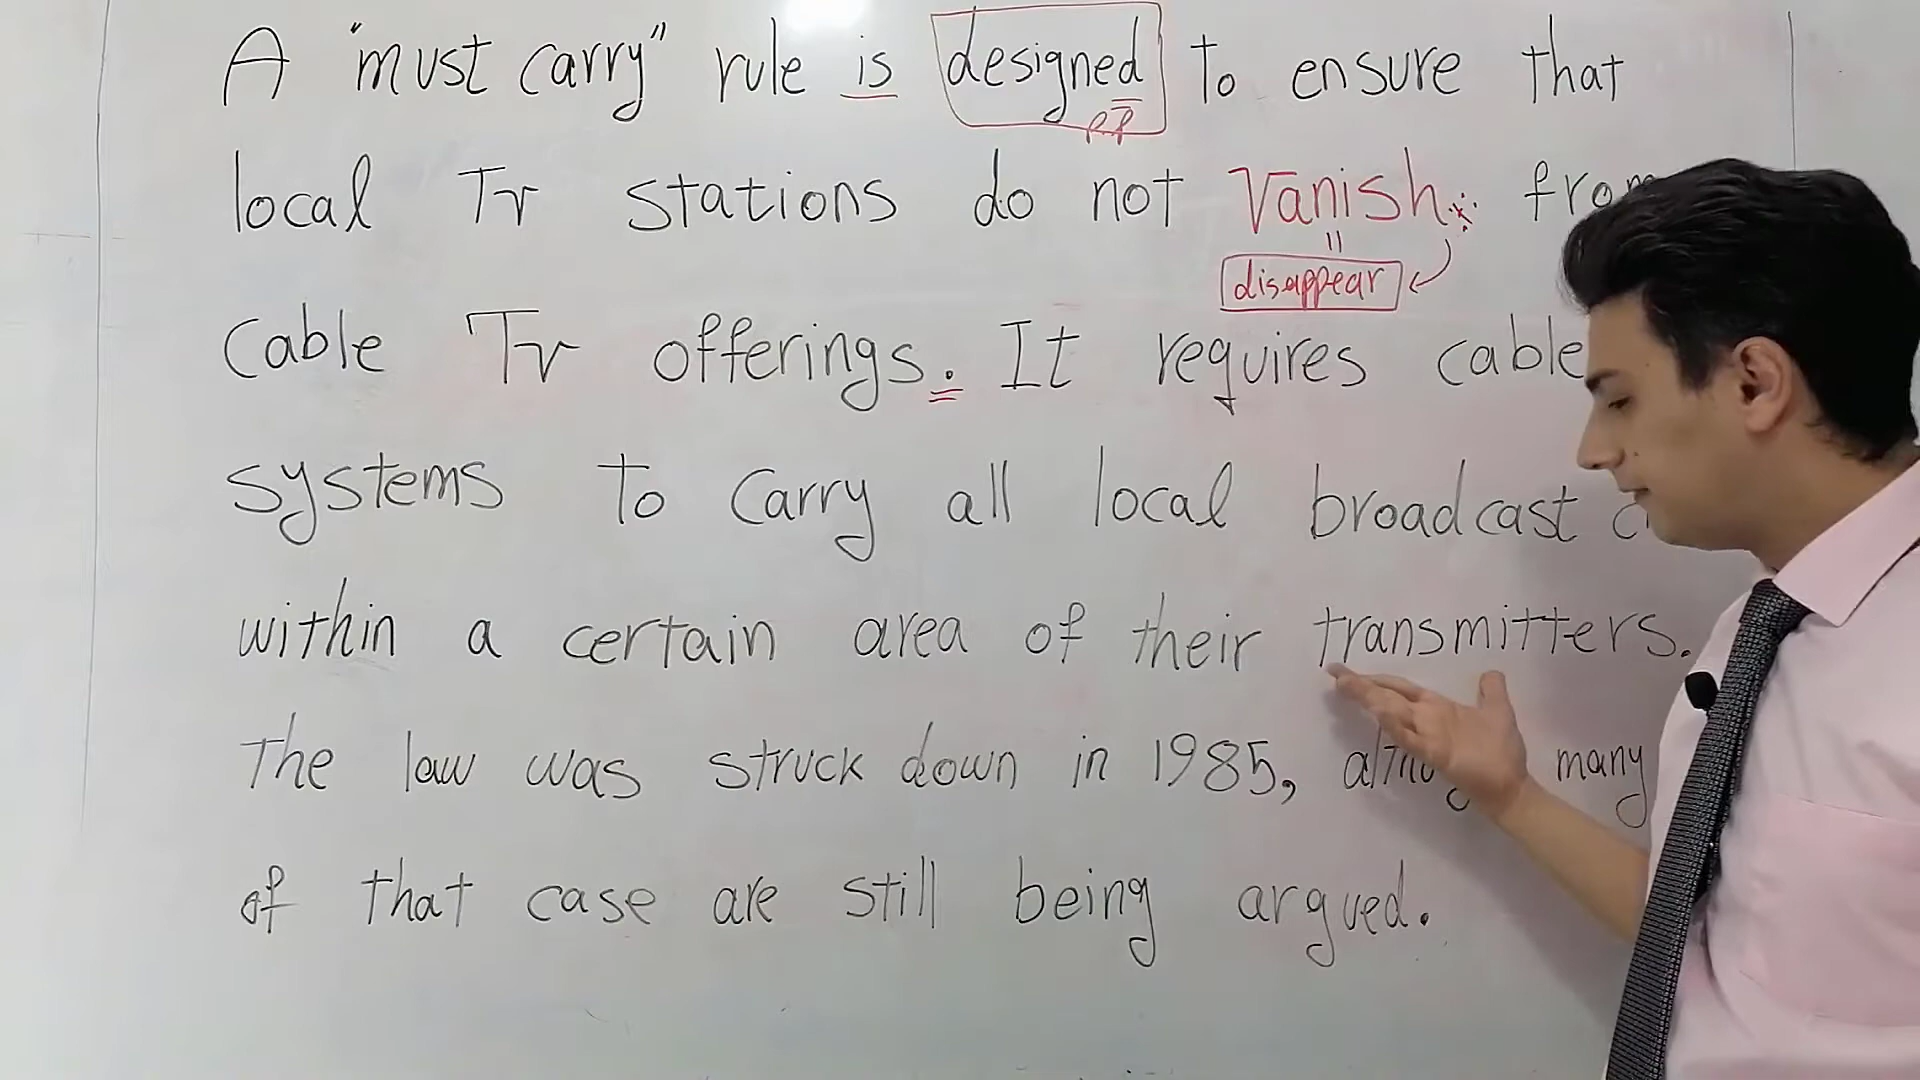 A "must carry" rule is designed to ensure that
p.p
local TV stations do not Vanish from
=
disappear
Cable TV offerings. It requires cable
systems to carry all local broadcast
within a certain area of their transmitters.
The law was struck down in 1985, many
of that case are still being argued.